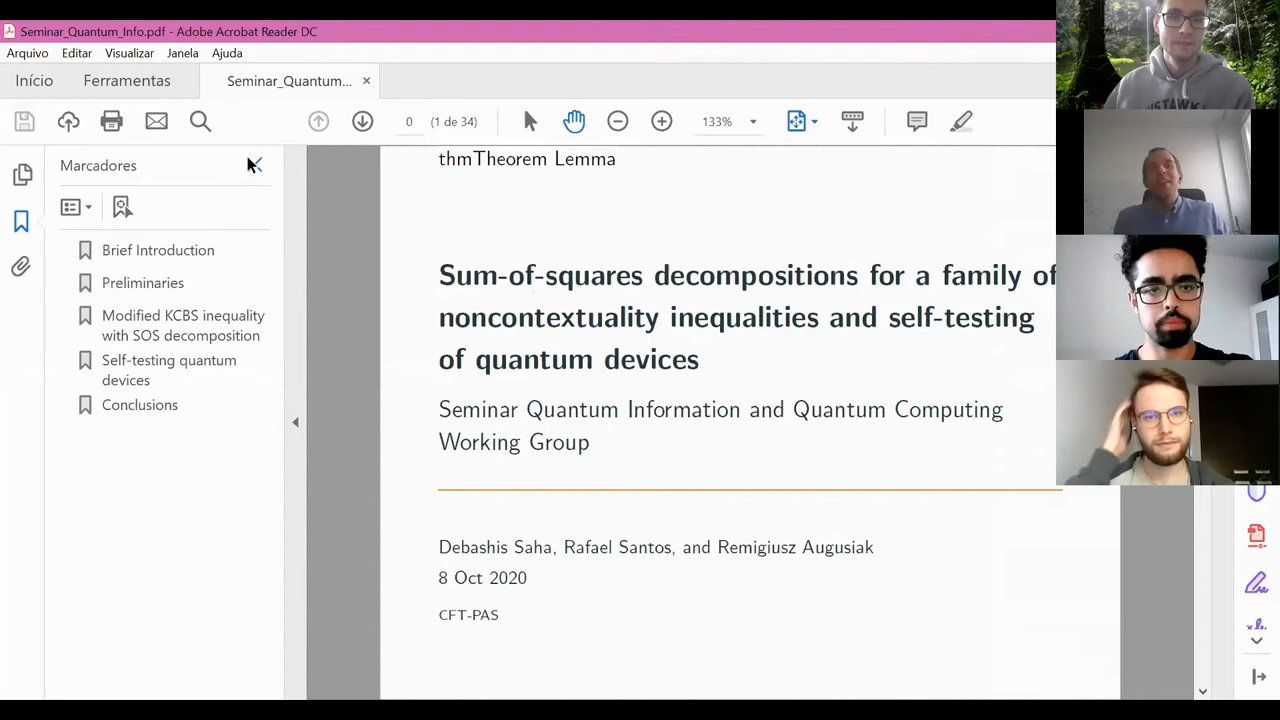 Seminar_Quantum_Info.pdf - Adobe Acrobat Reader DC
Arquivo Editar Visualizar Janela Ajuda
Início Ferramentas Seminar_Quantum... ×
0 (1 de 34) 133%
Marcadores
Brief Introduction
Preliminaries
Modified KCBS inequality
with SOS decomposition
Self-testing quantum
devices
Conclusions
thmTheorem Lemma
Sum-of-squares decompositions for a family of
noncontextuality inequalities and self-testing
of quantum devices
Seminar Quantum Information and Quantum Computing
Working Group
Debashis Saha, Rafael Santos, and Remigiusz Augusiak
8 Oct 2020
CFT-PAS